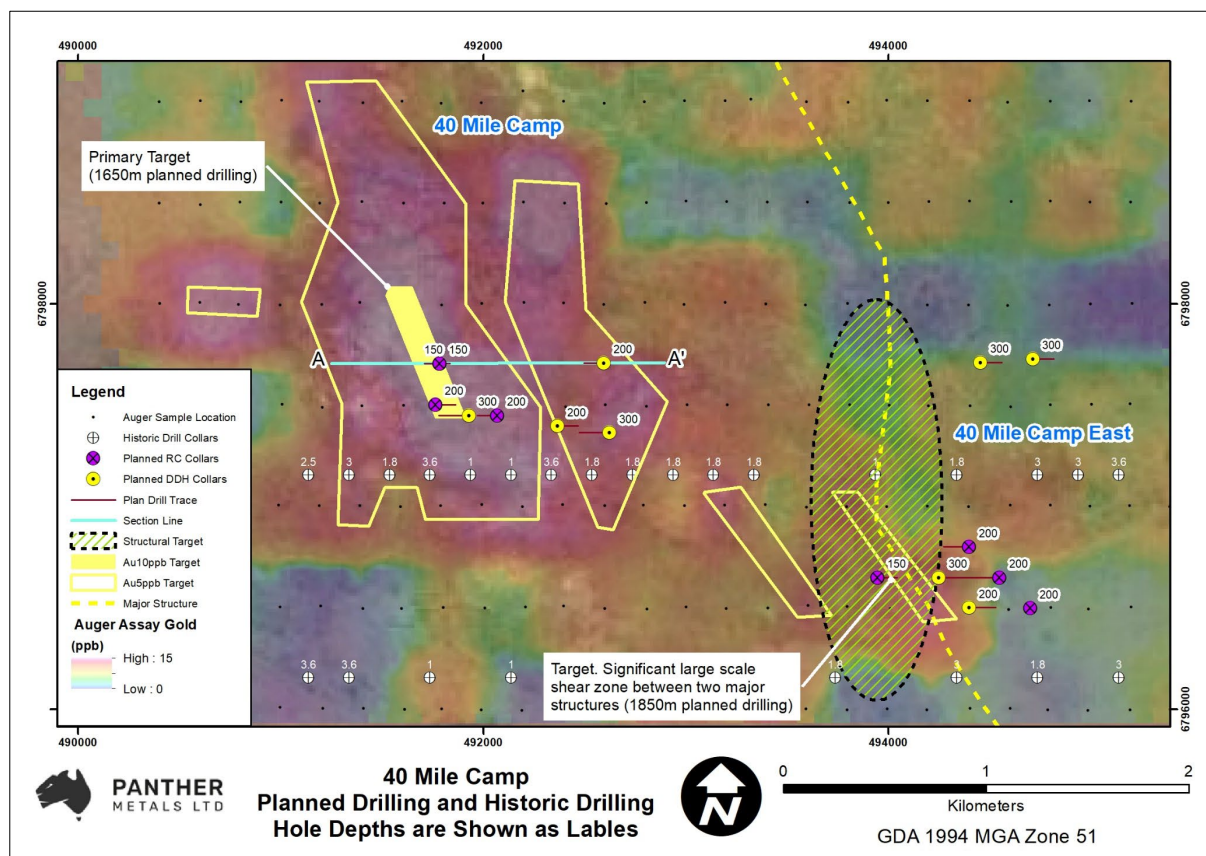 490000
492000
494000
40 Mile Camp
Primary Target
(1650m planned drilling)
6798000
6798000
A
150
150
200
A'
300
300
200
300
200
200
300
40 Mile Camp East
2.5
3
1.8
3.6
1
1
3.6
1.8
1.8
1.8
1.8
1.8
1
1.8
3
3
3.6
200
150
300
200
200
200
3.6
3.6
1
1
1.8
3
1.8
3
Target. Significant large scale
shear zone between two major
structures (1850m planned drilling)
6796000
Legend
Auger Sample Location
Historic Drill Collars
Planned RC Collars
Planned DDH Collars
Plan Drill Trace
Section Line
Structural Target
Au10ppb Target
Au5ppb Target
Major Structure
Auger Assay Gold
(ppb)
High : 15
Low : 0
490000
492000
494000
PANTHER
METALS LTD
40 Mile Camp
Planned Drilling and Historic Drilling
Hole Depths are Shown as Lables
N
0
1
2
Kilometers
GDA 1994 MGA Zone 51